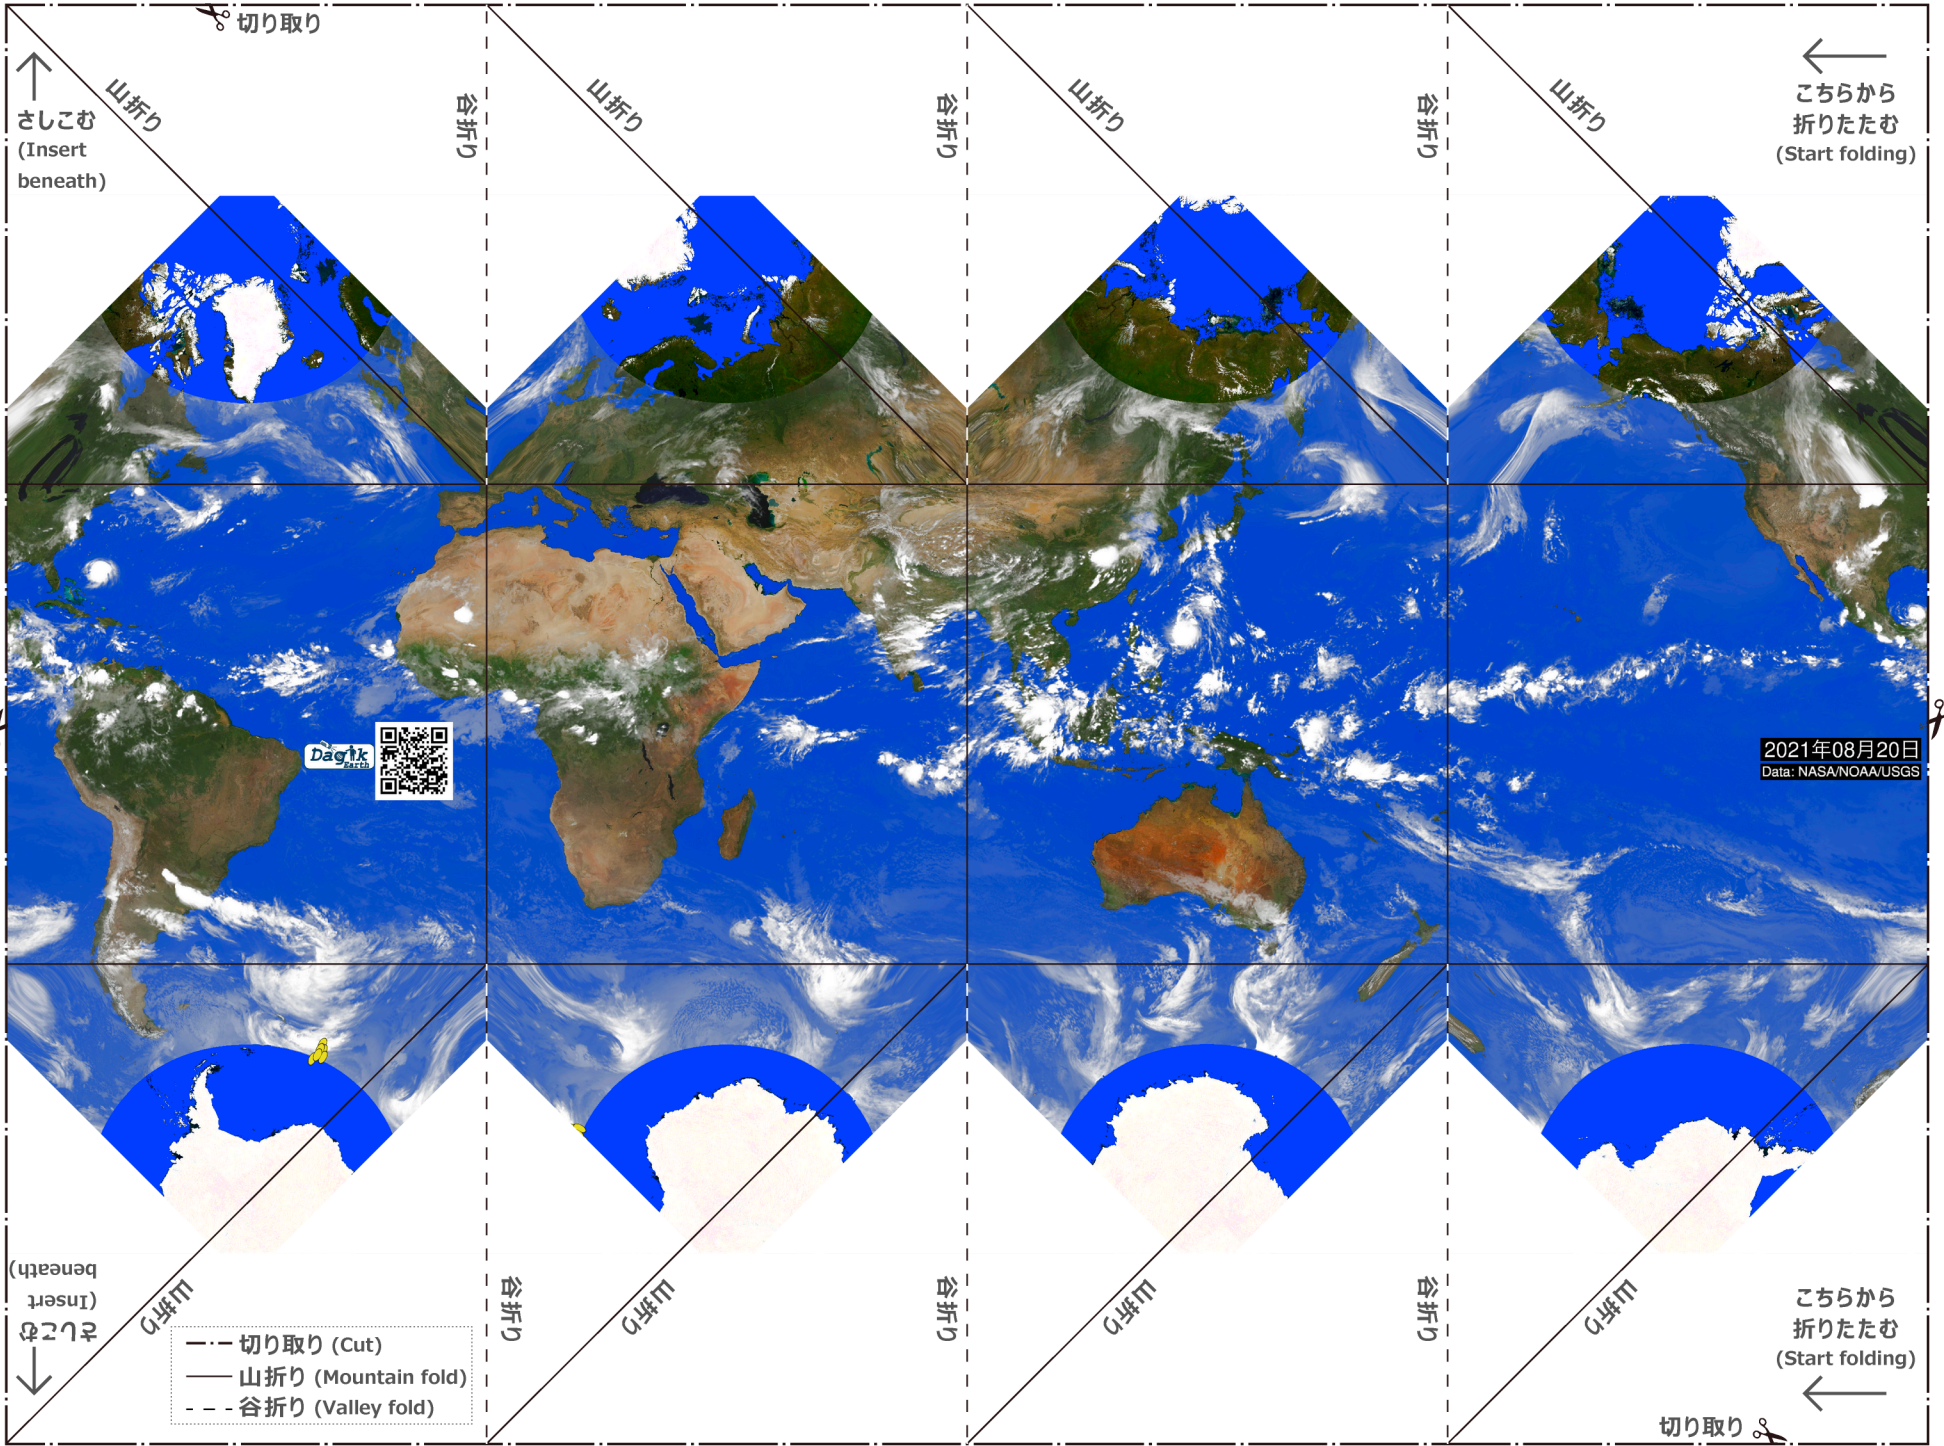 切り取り
山折り
谷折り
山折り
谷折り
山折り
谷折り
山折り
さしこむ
(Insert
beneath)
こちらから
折りたたむ
(Start folding)
Dagik
Earth
2021年08月20日
Data: NASA/NOAA/USGS
さしこむ
(Insert
beneath)
山折り
谷折り
山折り
谷折り
山折り
谷折り
山折り
こちらから
折りたたむ
(Start folding)
切り取り (Cut)
山折り (Mountain fold)
谷折り (Valley fold)
切り取り